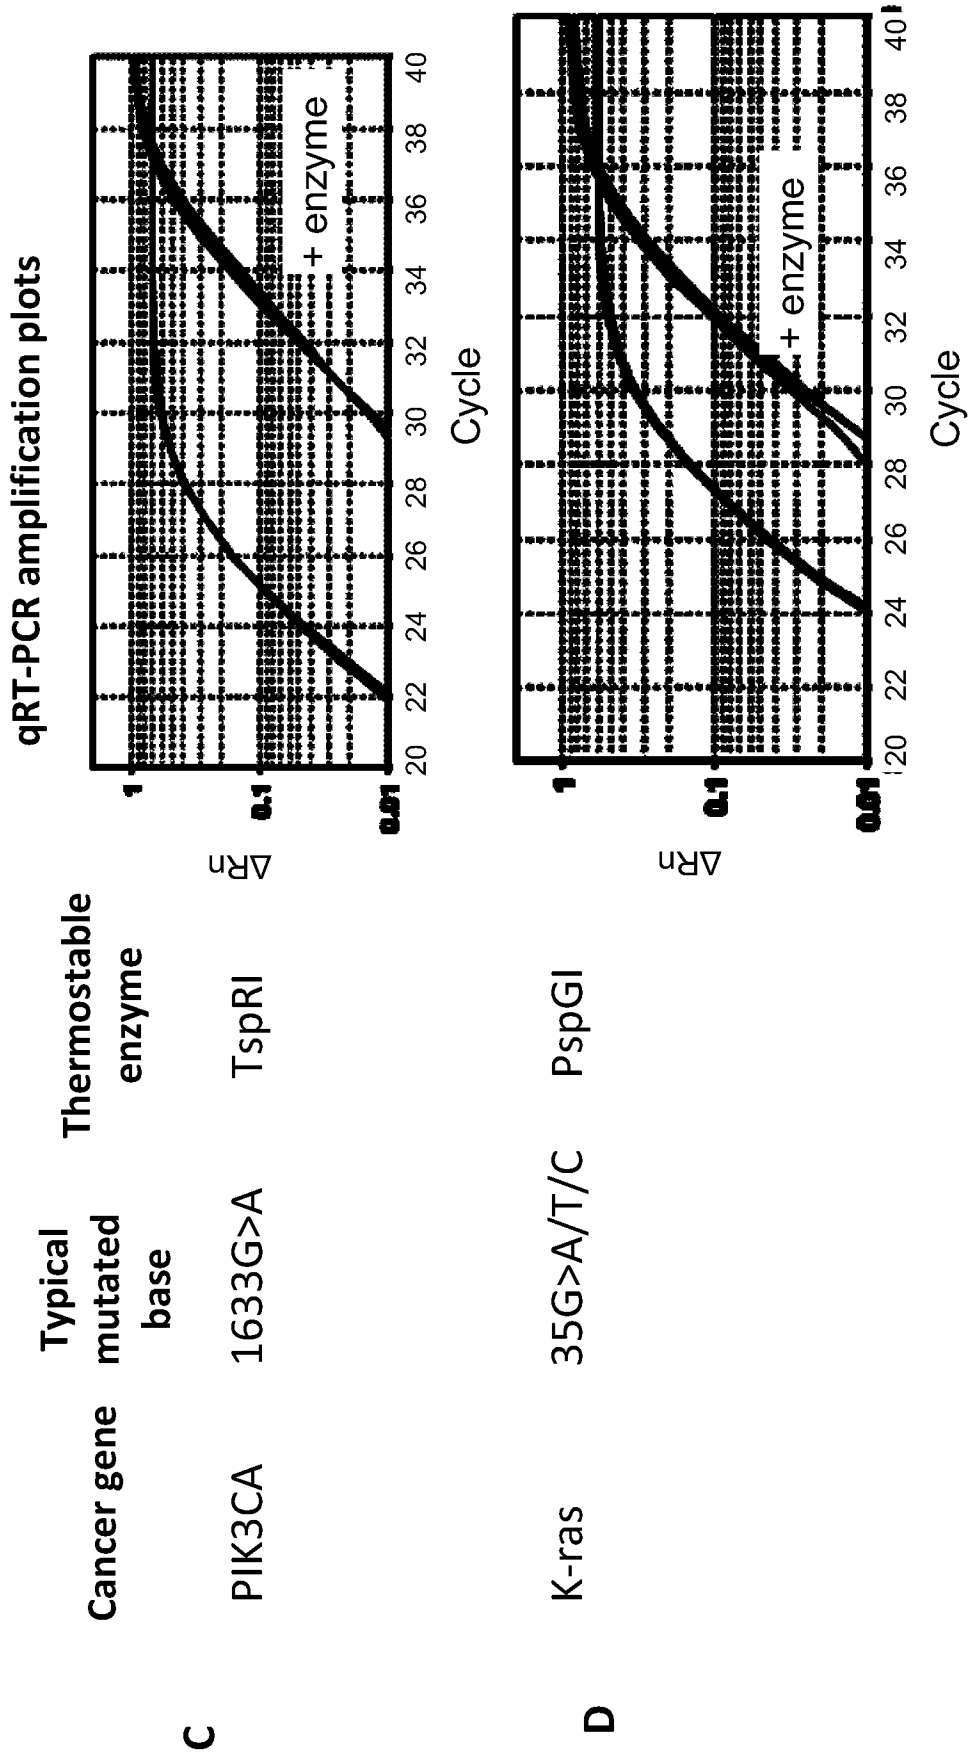 qRT-PCR amplification plots
Cancer gene
Typical
mutated
base
Thermostable
enzyme
C
PIK3CA
1633G>A
TspRI
ΔRn
1
0.1
0.01
+ enzyme
20 22 24 26 28 30 32 34 36 38 40
Cycle
D
K-ras
35G>A/T/C
PspGI
ΔRn
1
0.1
0.01
+ enzyme
20 22 24 26 28 30 32 34 36 38 40
Cycle